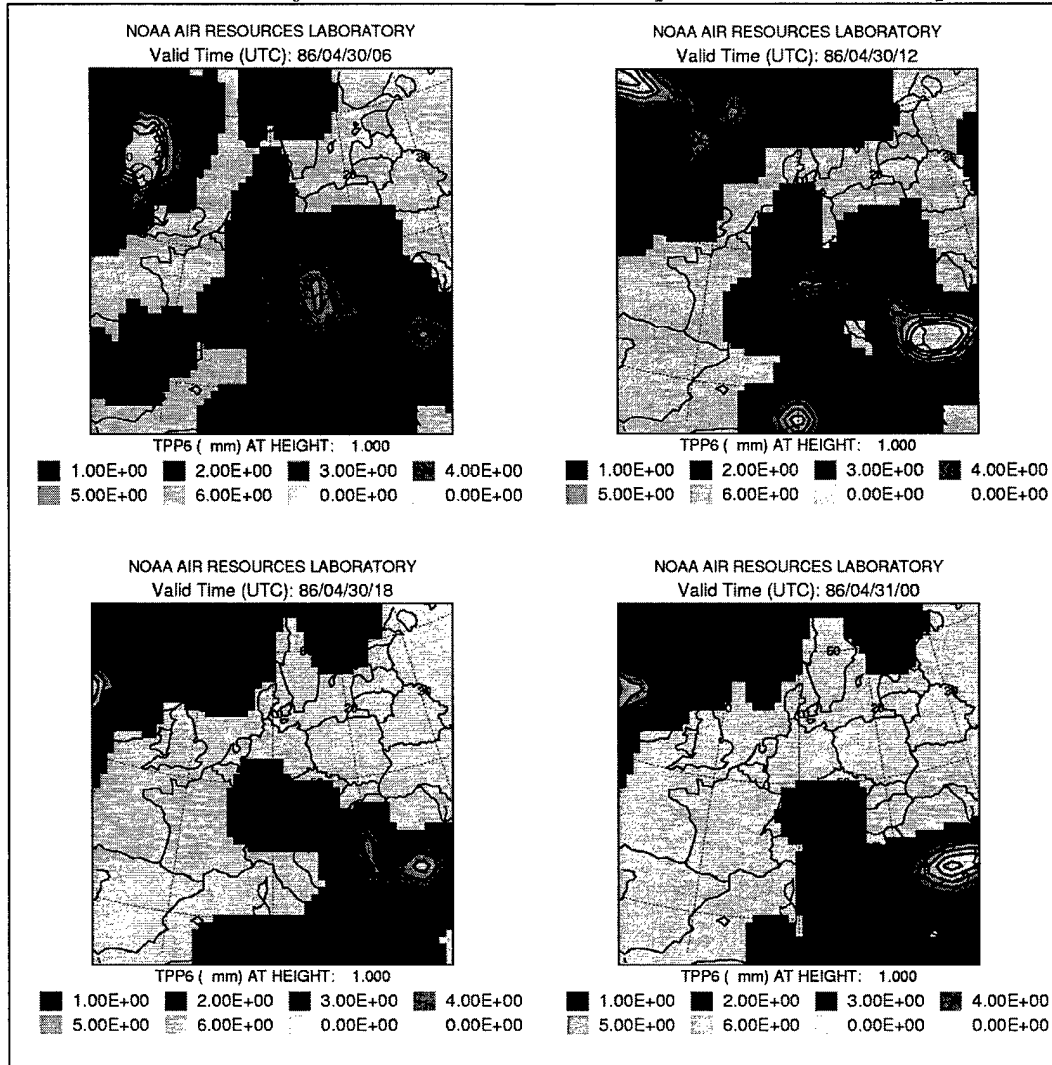 NOAA AIR RESOURCES LABORATORY
Valid Time (UTC): 86/04/30/06
TPP6 ( mm) AT HEIGHT: 1.000
1.00E+00 2.00E+00 3.00E+00 4.00E+00
5.00E+00 6.00E+00 0.00E+00 0.00E+00
NOAA AIR RESOURCES LABORATORY
Valid Time (UTC): 86/04/30/12
TPP6 ( mm) AT HEIGHT: 1.000
1.00E+00 2.00E+00 3.00E+00 4.00E+00
5.00E+00 6.00E+00 0.00E+00 0.00E+00
NOAA AIR RESOURCES LABORATORY
Valid Time (UTC): 86/04/30/18
TPP6 ( mm) AT HEIGHT: 1.000
1.00E+00 2.00E+00 3.00E+00 4.00E+00
5.00E+00 6.00E+00 0.00E+00 0.00E+00
NOAA AIR RESOURCES LABORATORY
Valid Time (UTC): 86/04/31/00
60
TPP6 ( mm) AT HEIGHT: 1.000
1.00E+00 2.00E+00 3.00E+00 4.00E+00
5.00E+00 6.00E+00 0.00E+00 0.00E+00